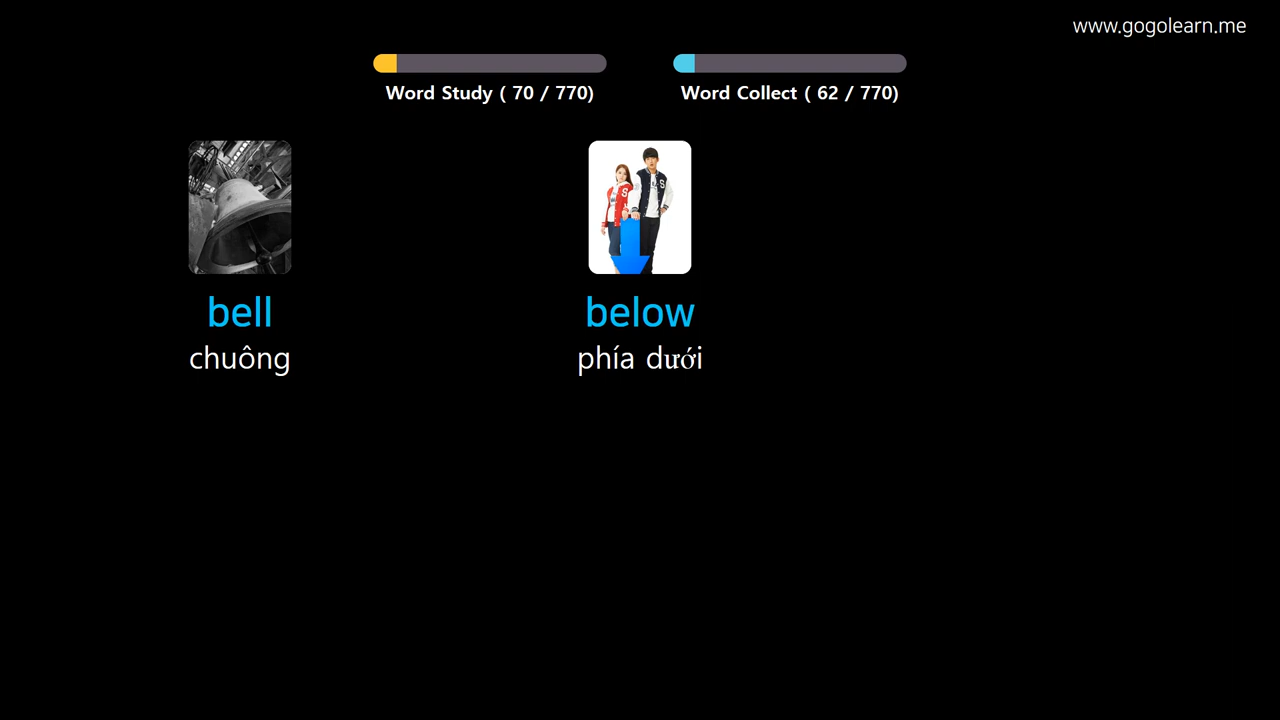 www.gogolearn.me
Word Study ( 70 / 770)
Word Collect ( 62 / 770)
bell
below
chuông
phía dưới